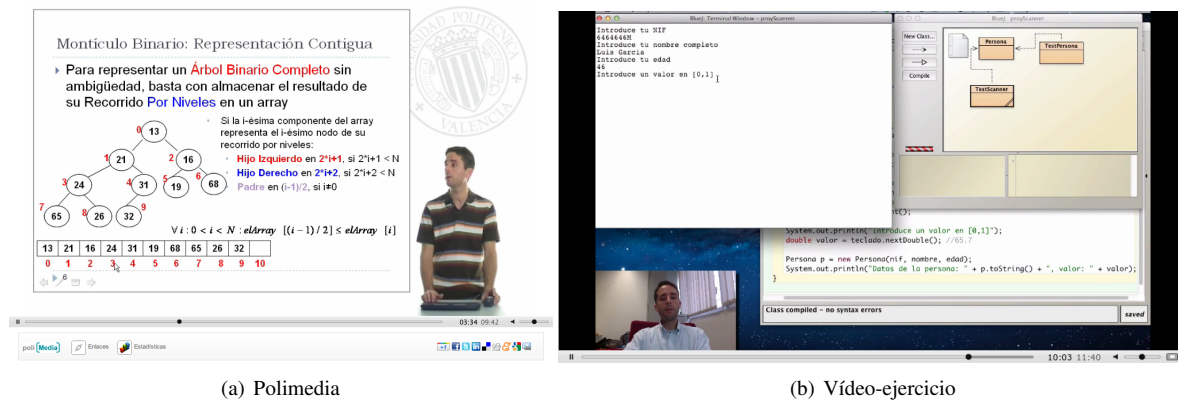 Montículo Binario: Representación Contigua
Para representar un Árbol Binario Completo sin
ambigüedad, basta con almacenar el resultado de
su Recorrido Por Niveles en un array
Si la i-ésima componente del array
representa el i-ésimo nodo de su
recorrido por niveles:
Hijo Izquierdo en 2*i+1, si 2*i+1 < N
Hijo Derecho en 2*i+2, si 2*i+2 < N
Padre en (i-1)/2, si i≠0
0 13
1 21 2 16
3 24 4 31 5 19 6 68
7 65 8 26 9 32
∀ i : 0 < i < N : elArray [(i − 1) / 2] ≤ elArray [i]
13 21 16 24 31 19 68 65 26 32
0 1 2 3 4 5 6 7 8 9 10
6
03:34 09:42
poli [Media] Enlaces Estadísticas
(a) Polimedia
BlueJ: Terminal Window - proyScanner
Introduce tu NIF
6464646M
Introduce tu nombre completo
Luis Garcia
Introduce tu edad
46
Introduce un valor en [0,1]
BlueJ: proyScanner
New Class...
Compile
Persona
TestPersona
TestScanner
System.out.println("Introduce un valor en [0,1]");
double valor = teclado.nextDouble(); //65.7
Persona p = new Persona(nif, nombre, edad);
System.out.println("Datos de la persona: " + p.toString() + ", valor: " + valor);
}
Class compiled - no syntax errors
saved
10:03 11:40
(b) Vídeo-ejercicio